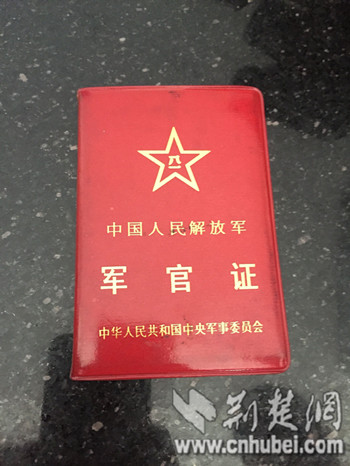 八一
中国人民解放军
军官证
中华人民共和国中央军事委员会
荆楚网
www.cnhubei.com